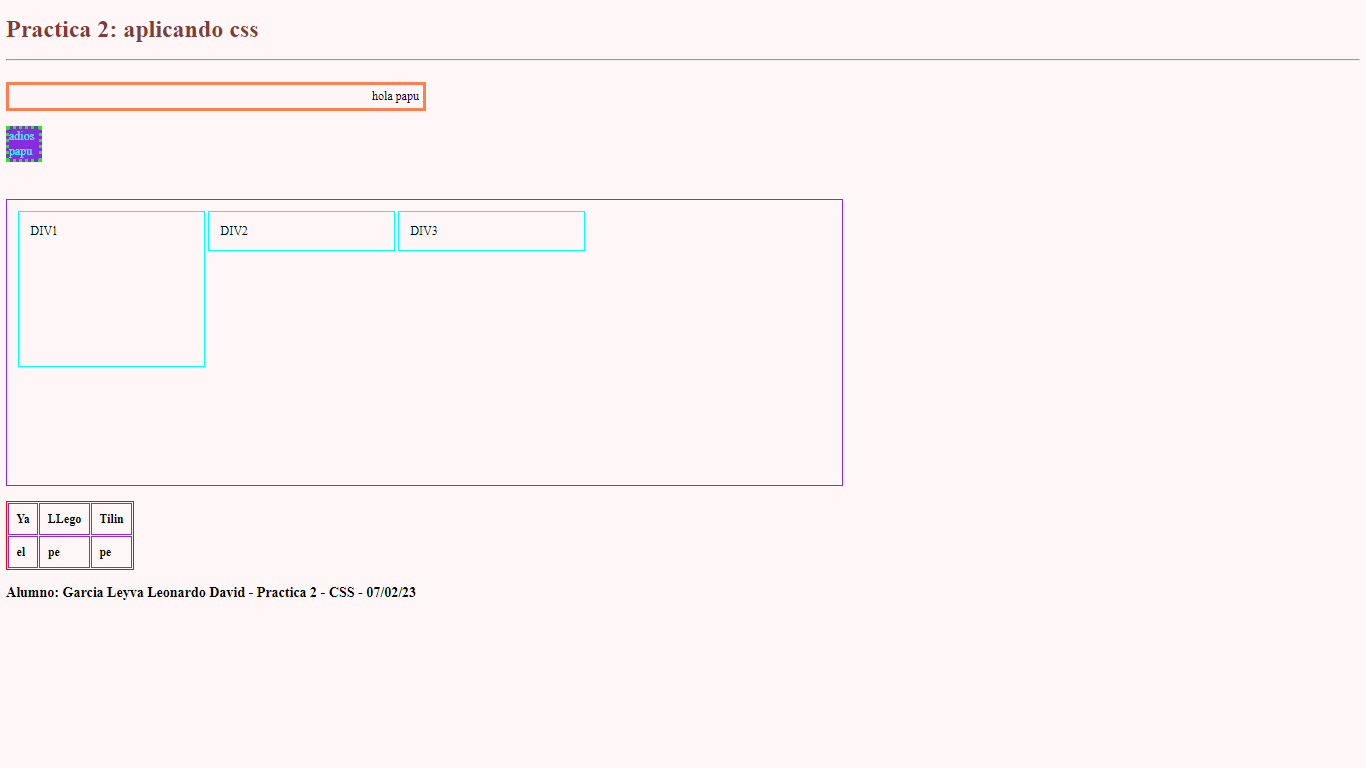 Practica 2: aplicando css
hola papu
adios
papu
DIV1 DIV2 DIV3
Ya LLego Tilin
el pe pe
Alumno: Garcia Leyva Leonardo David - Practica 2 - CSS - 07/02/23